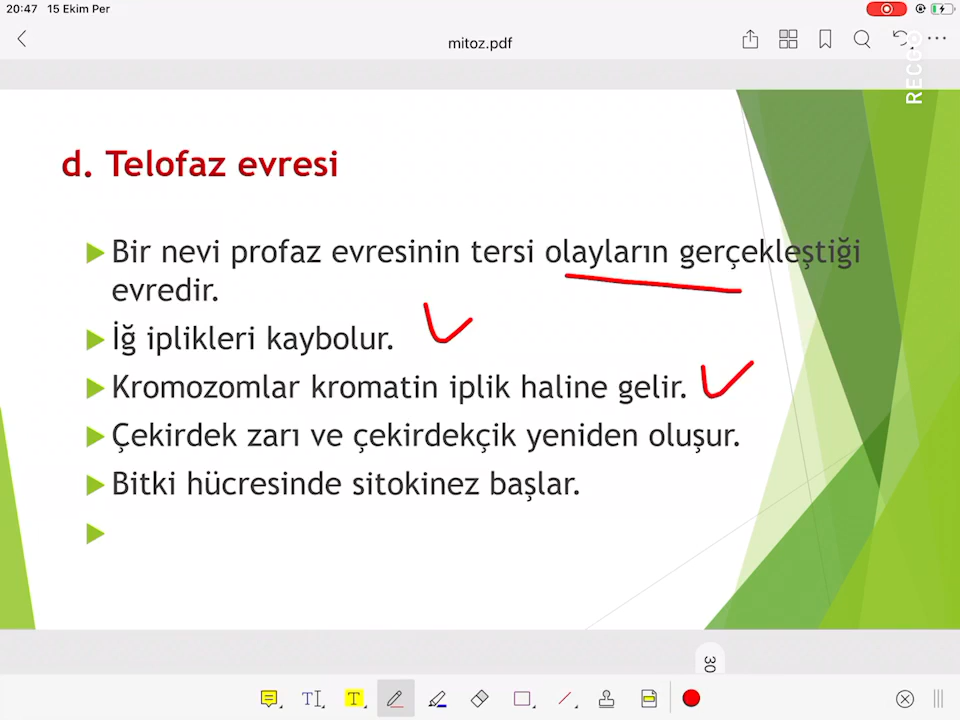 20:47 15 Ekim Per
mitoz.pdf
RECGO
d. Telofaz evresi
Bir nevi profaz evresinin tersi olayların gerçekleştiği
evredir.
İğ iplikleri kaybolur.
Kromozomlar kromatin iplik haline gelir.
Çekirdek zarı ve çekirdekçik yeniden oluşur.
Bitki hücresinde sitokinez başlar.
30